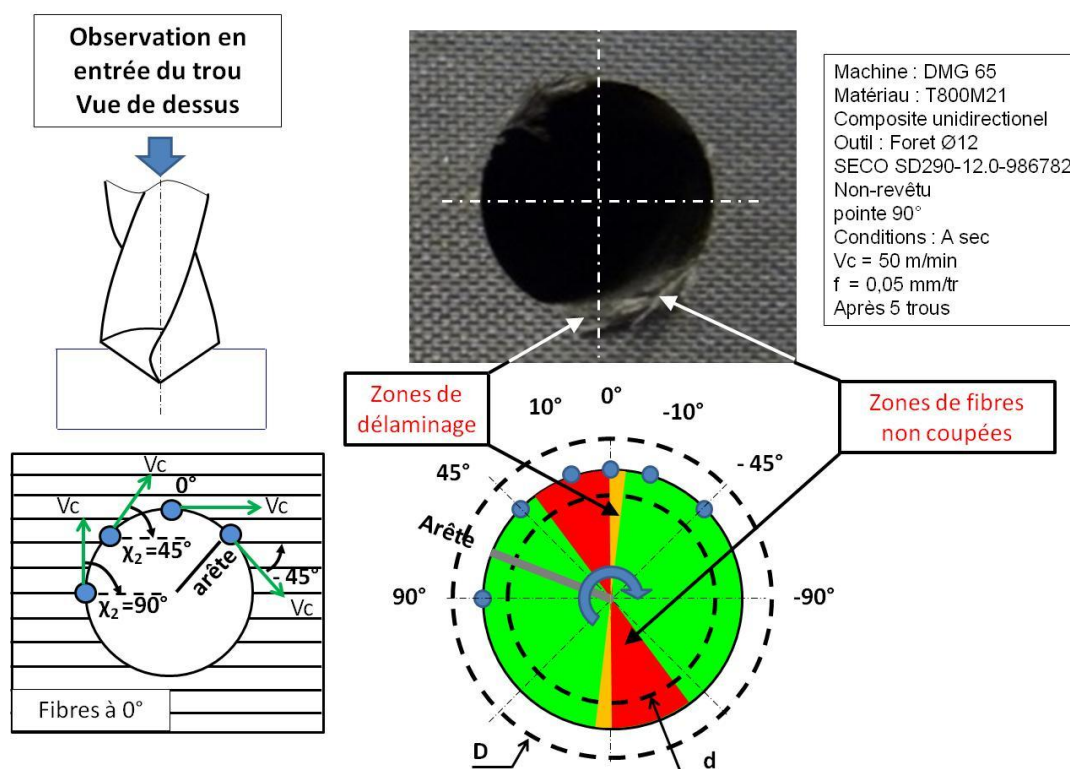 Observation en
entrée du trou
Vue de dessus
Machine : DMG 65
Matériau : T800M21
Composite unidirectionel
Outil : Foret Ø12
SECO SD290-12.0-986782
Non-revêtu
pointe 90°
Conditions : A sec
Vc = 50 m/min
f = 0,05 mm/tr
Après 5 trous
Zones de
délaminage
Zones de fibres
non coupées
10°
0°
-10°
45°
- 45°
Arête
90°
-90°
D
d
Vc
0°
Vc
Vc
χ₂=45°
arête
- 45°
χ₂=90°
Vc
Fibres à 0°